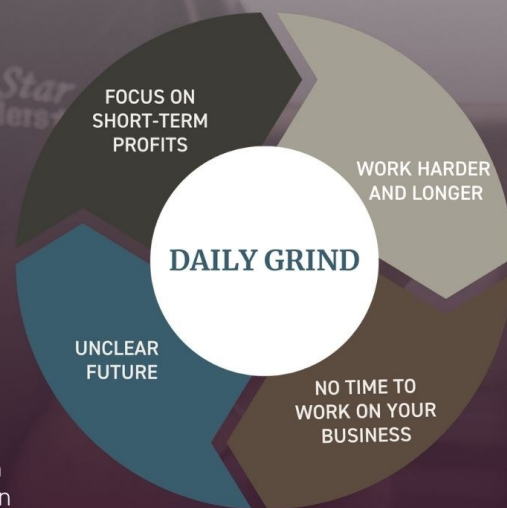 Star
FOCUS ON
SHORT-TERM
PROFITS
WORK HARDER
AND LONGER
DAILY GRIND
UNCLEAR
FUTURE
NO TIME TO
WORK ON YOUR
BUSINESS